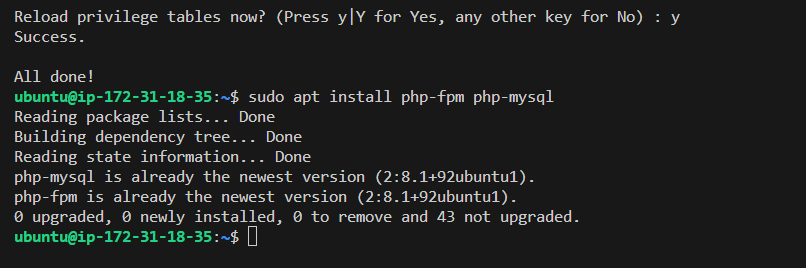 Reload privilege tables now? (Press y|Y for Yes, any other key for No) : y
Success.
All done!
ubuntu@ip-172-31-18-35:~$ sudo apt install php-fpm php-mysql
Reading package lists... Done
Building dependency tree... Done
Reading state information... Done
php-mysql is already the newest version (2:8.1+92ubuntu1).
php-fpm is already the newest version (2:8.1+92ubuntu1).
0 upgraded, 0 newly installed, 0 to remove and 43 not upgraded.
ubuntu@ip-172-31-18-35:~$